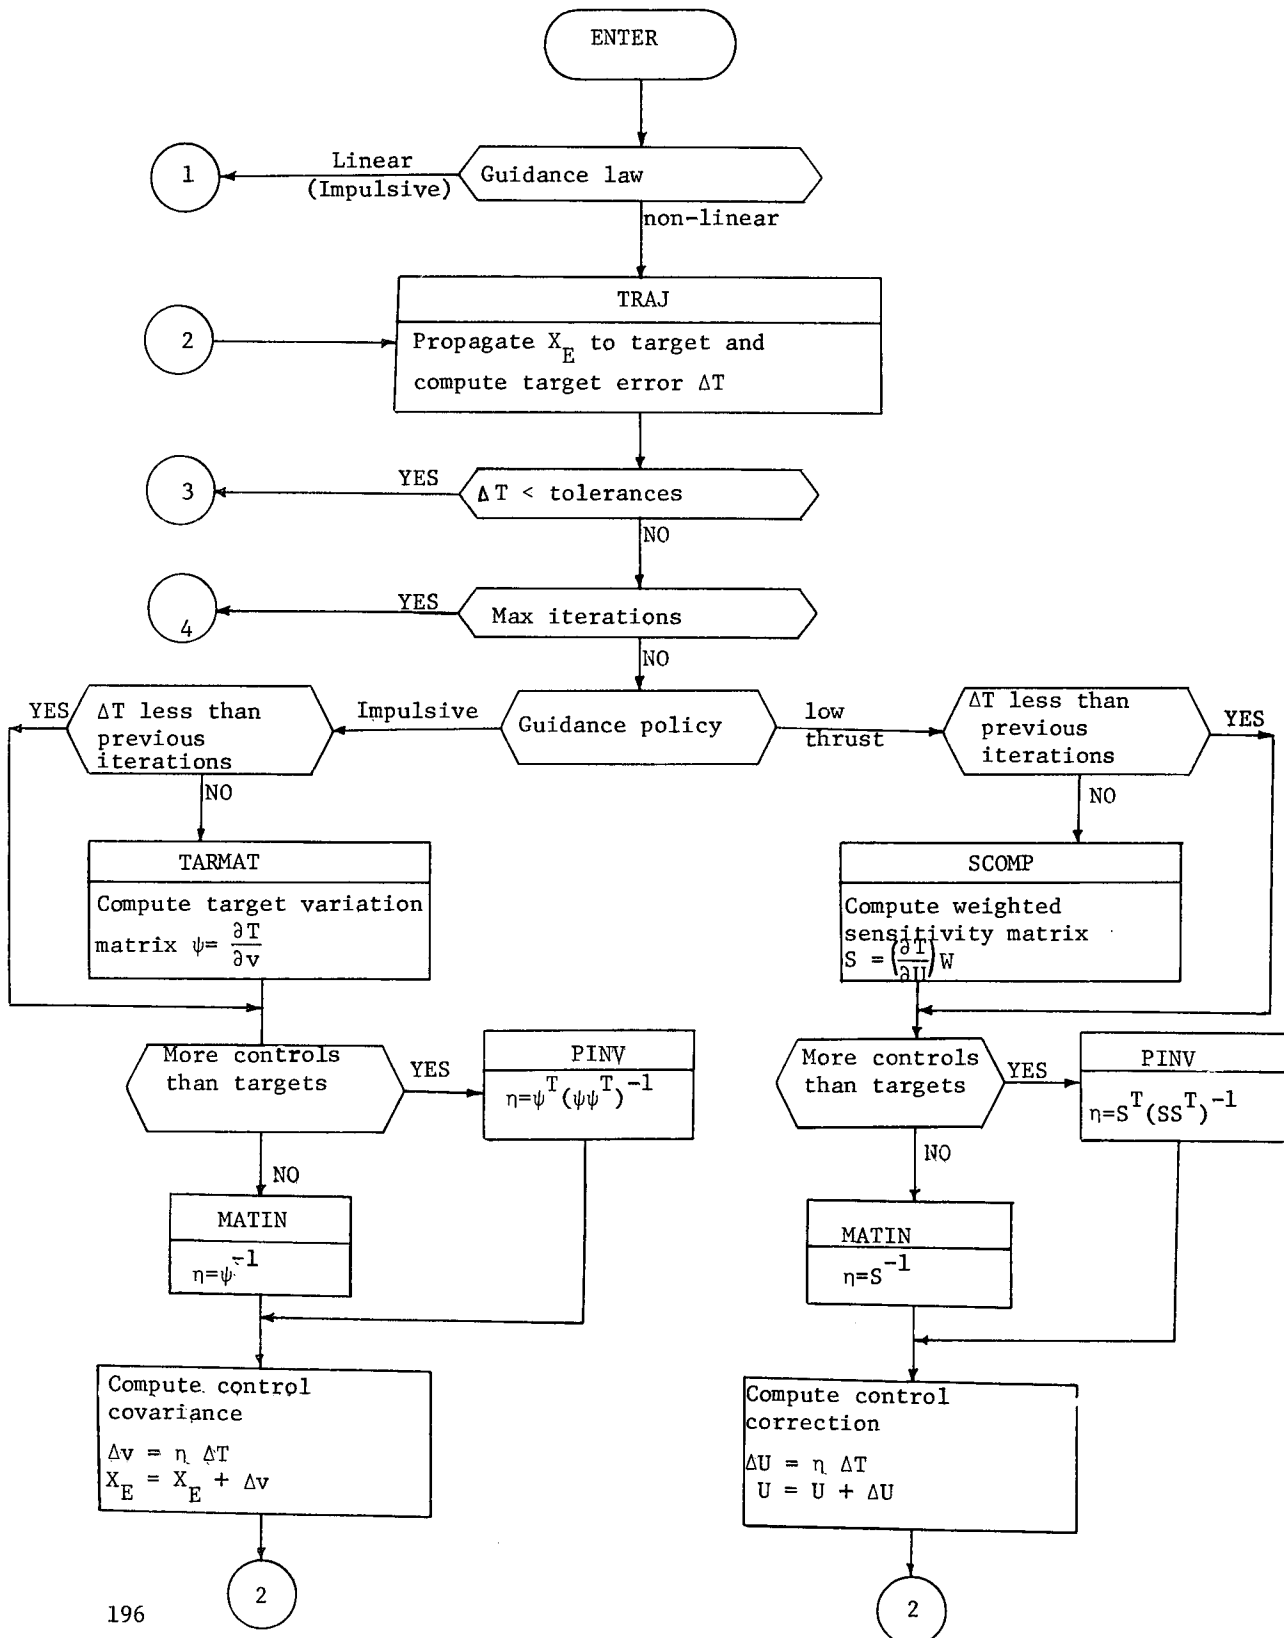 ENTER
1
Linear
(Impulsive)
Guidance law
non-linear
TRAJ
2
Propagate X_E to target and
compute target error ΔT
3
YES
ΔT < tolerances
NO
4
YES
Max iterations
NO
YES
ΔT less than
previous
iterations
Impulsive
Guidance policy
low
thrust
ΔT less than
previous
iterations
YES
NO
NO
TARMAT
Compute target variation
matrix ψ= ∂T/∂v
SCOMP
Compute weighted
sensitivity matrix
S = (∂T/∂U)W
More controls
than targets
YES
PINV
η=ψ^T(ψψ^T)^-1
More controls
than targets
YES
PINV
η=S^T(SS^T)^-1
NO
NO
MATIN
η=ψ^-1
MATIN
η=S^-1
Compute control
covariance
Δv = η ΔT
X_E = X_E + Δv
Compute control
correction
ΔU = η ΔT
U = U + ΔU
2
2
196